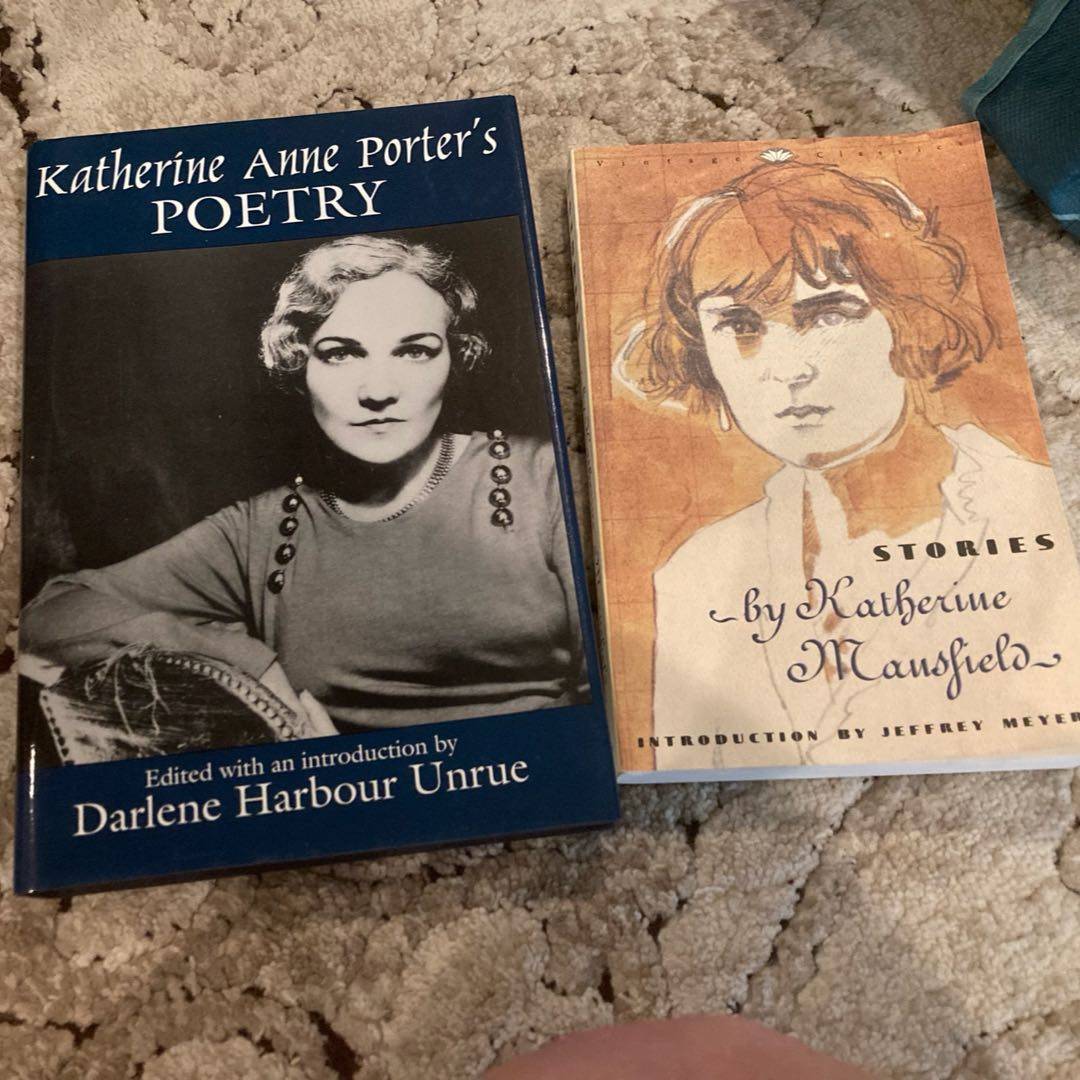 Katherine Anne Porter's
POETRY
Edited with an introduction by
Darlene Harbour Unrue
Vintage Classics
STORIES
by Katherine
Mansfield
INTRODUCTION BY JEFFREY MEYER